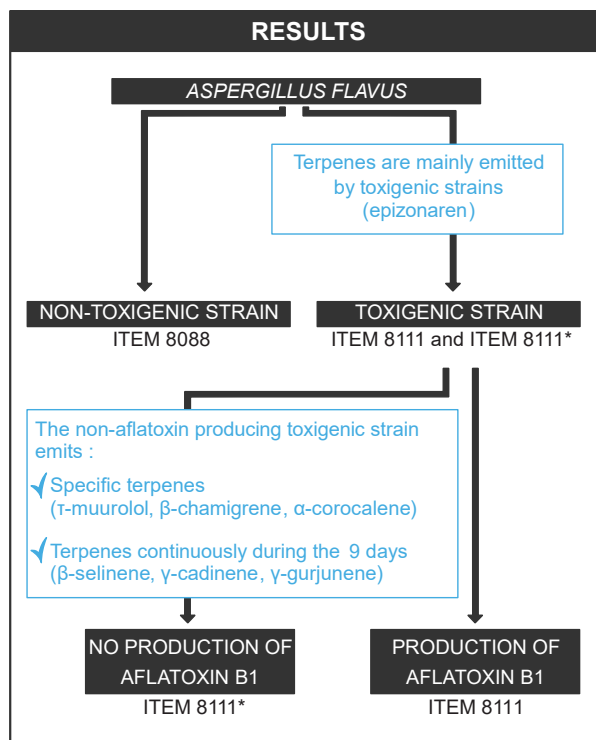 RESULTS
ASPERGILLUS FLAVUS
Terpenes are mainly emitted
by toxigenic strains
(epizonaren)
NON-TOXIGENIC STRAIN
ITEM 8088
TOXIGENIC STRAIN
ITEM 8111 and ITEM 8111*
The non-aflatoxin producing toxigenic strain
emits :
✓Specific terpenes
(τ-muurolol, β-chamigrene, α-corocalene)
✓Terpenes continuously during the 9 days
(β-selinene, γ-cadinene, γ-gurjunene)
NO PRODUCTION OF
AFLATOXIN B1
ITEM 8111*
PRODUCTION OF
AFLATOXIN B1
ITEM 8111